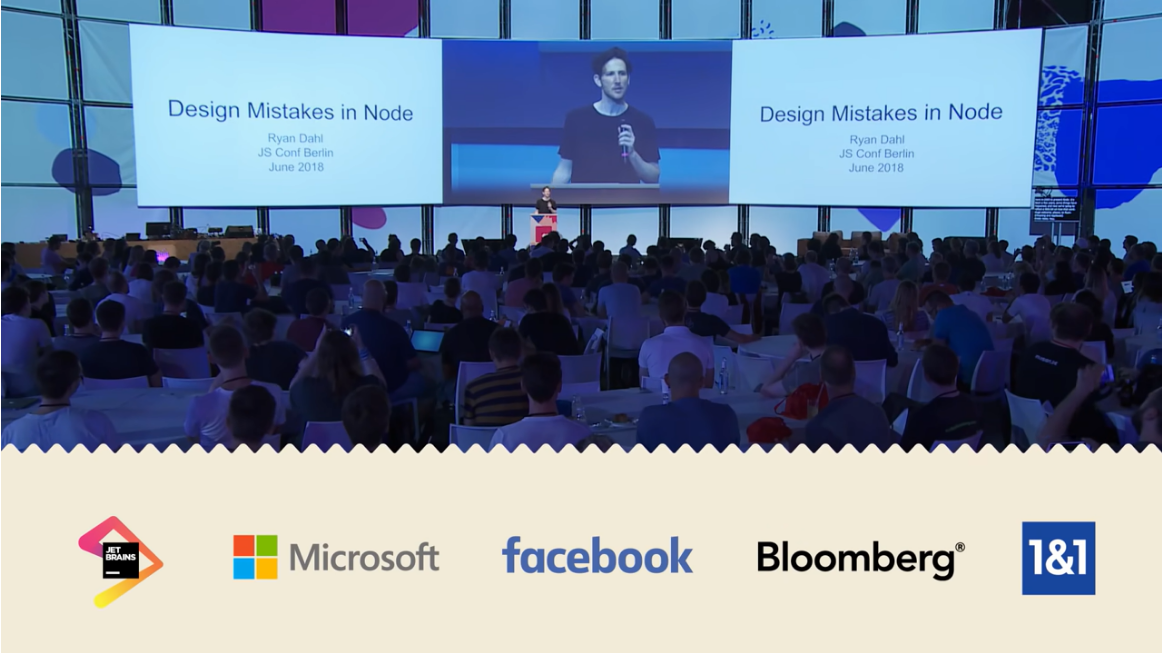 Design Mistakes in Node
Ryan Dahl
JS Conf Berlin
June 2018
Design Mistakes in Node
Ryan Dahl
JS Conf Berlin
June 2018
JET
BRAINS
Microsoft
facebook
Bloomberg®
1&1